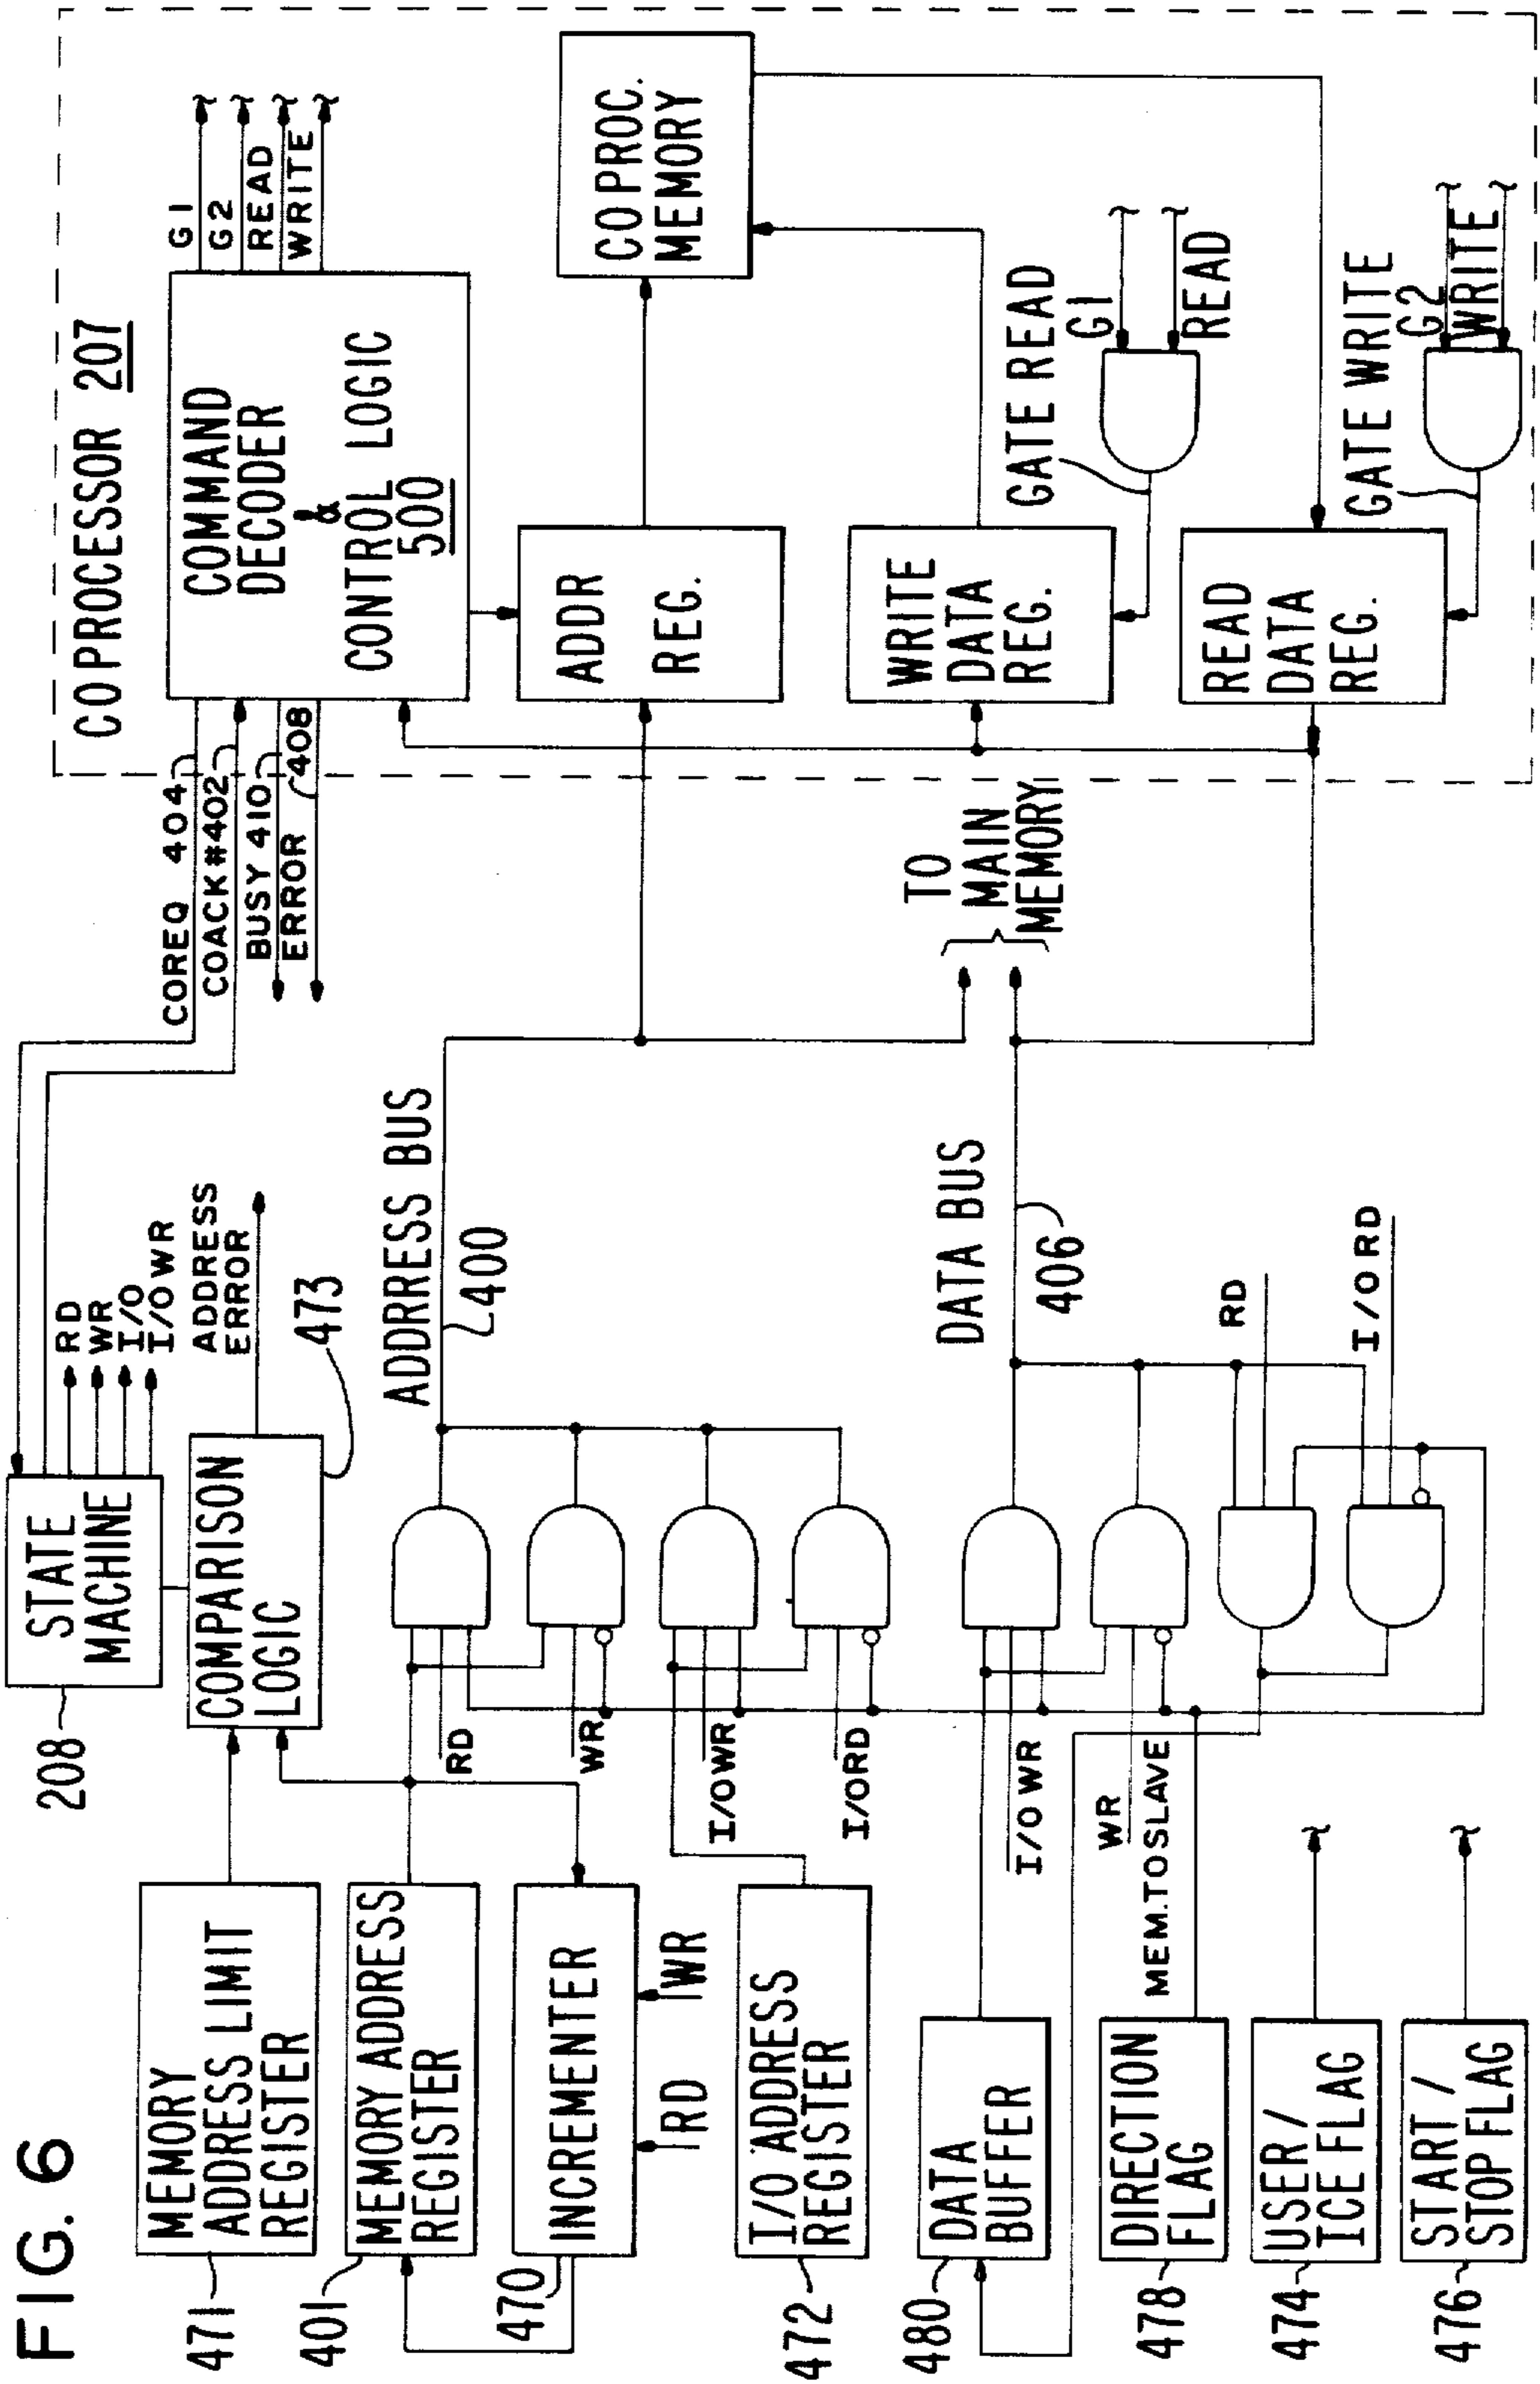 FIG. 6
MEMORY
ADDRESS LIMIT
REGISTER
471
MEMORY ADDRESS
REGISTER
401
INCREMENTER
470
RD
WR
I/O ADDRESS
REGISTER
472
DATA
BUFFER
480
DIRECTION
FLAG
478
USER/
ICE FLAG
474
START/
STOP FLAG
476
STATE
MACHINE
208
COMPARISON
LOGIC
473
RD
WR
I/O
I/O WR
ADDRESS
ERROR
RD
WR
I/OWR
I/ORD
I/O WR
WR
MEM.TOSLAVE
RD
I/O RD
ADDRESS BUS
400
DATA BUS
406
TO
MAIN
MEMORY
COREQ 404
COACK#402
BUSY 410
ERROR
408
COPROCESSOR 207
COMMAND
DECODER
&
CONTROL LOGIC
500
G1
G2
READ
WRITE
ADDR
REG.
COPROC.
MEMORY
WRITE
DATA
REG.
GATE READ
G1
READ
READ
DATA
REG.
GATE WRITE
G2
WRITE